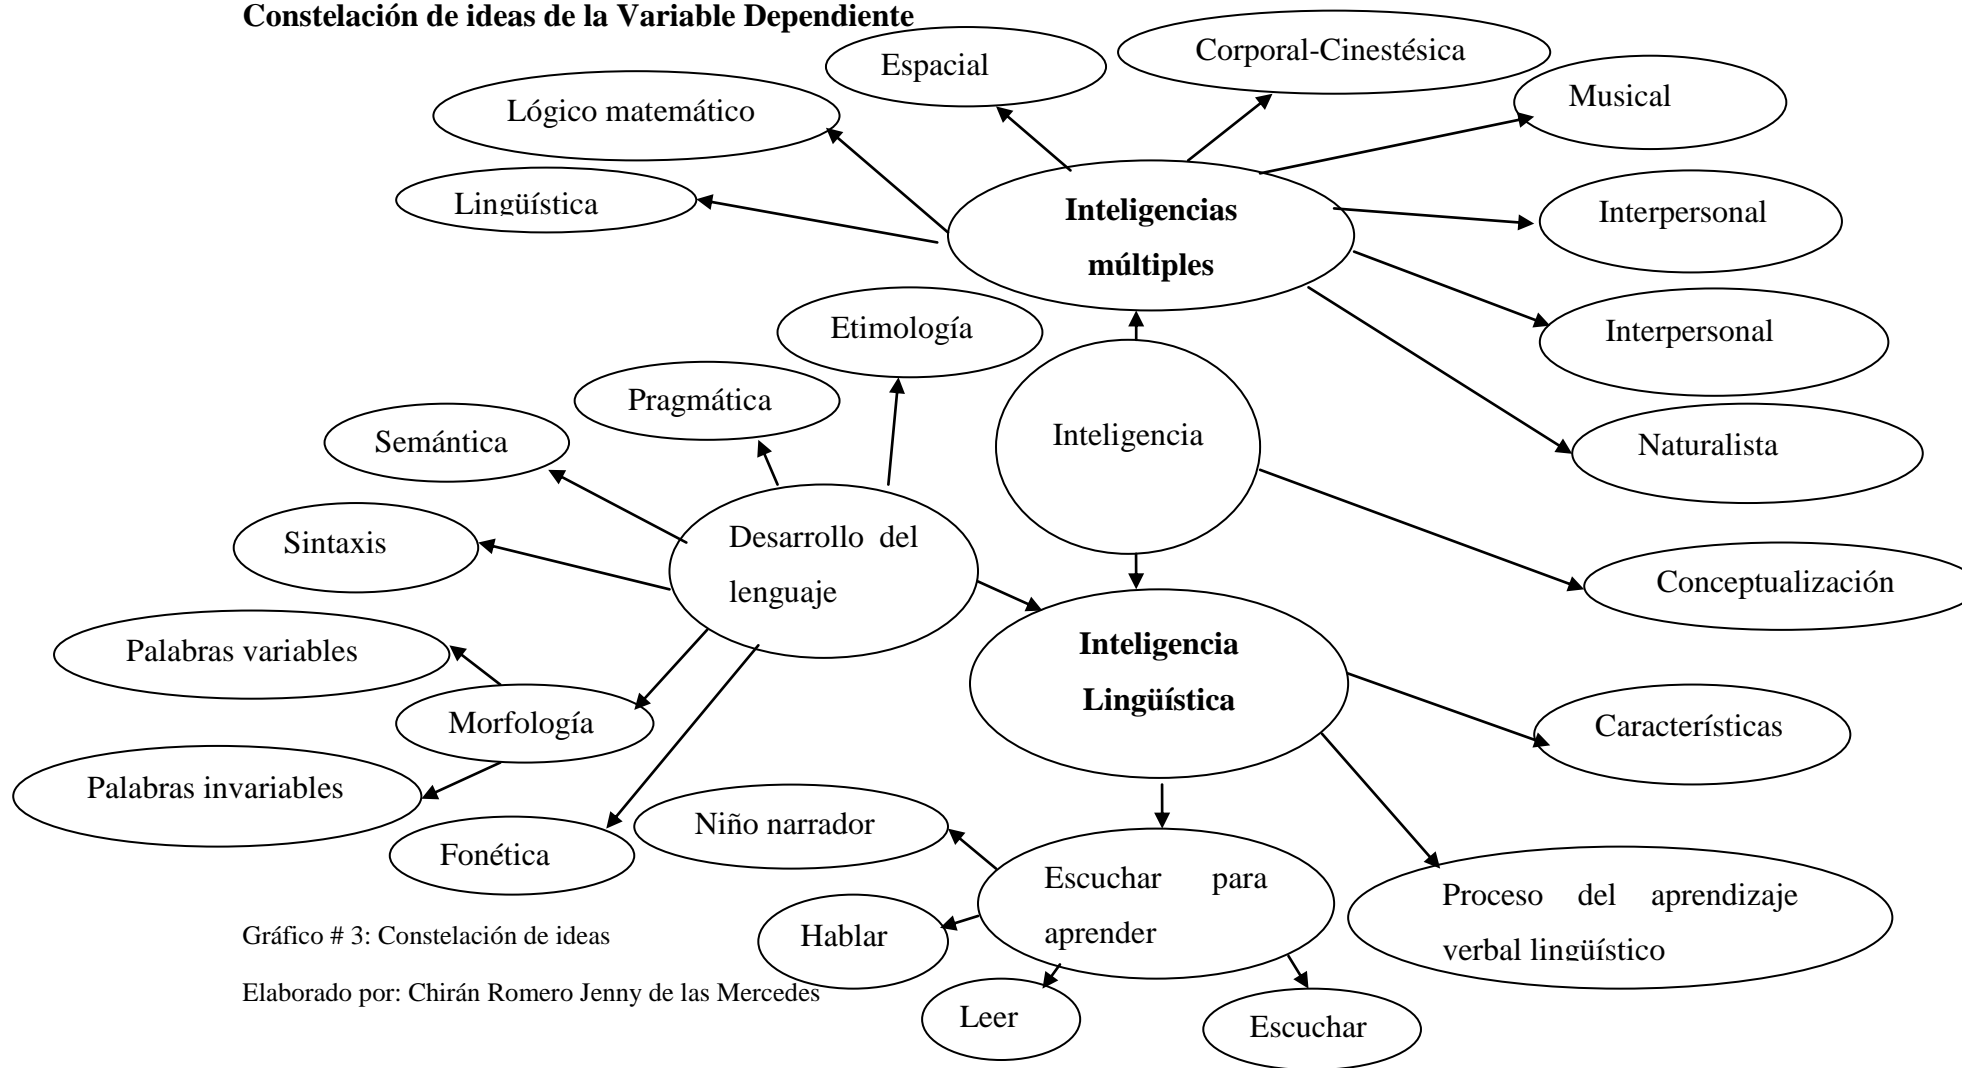 Constelación de ideas de la Variable Dependiente
Espacial
Corporal-Cinestésica
Musical
Lógico matemático
Lingüística
Inteligencias
múltiples
Interpersonal
Interpersonal
Naturalista
Etimología
Pragmática
Semántica
Sintaxis
Inteligencia
Desarrollo del
lenguaje
Conceptualización
Palabras variables
Morfología
Palabras invariables
Fonética
Inteligencia
Lingüística
Características
Niño narrador
Escuchar para
aprender
Proceso del aprendizaje
verbal lingüístico
Hablar
Leer
Escuchar
Gráfico # 3: Constelación de ideas
Elaborado por: Chirán Romero Jenny de las Mercedes